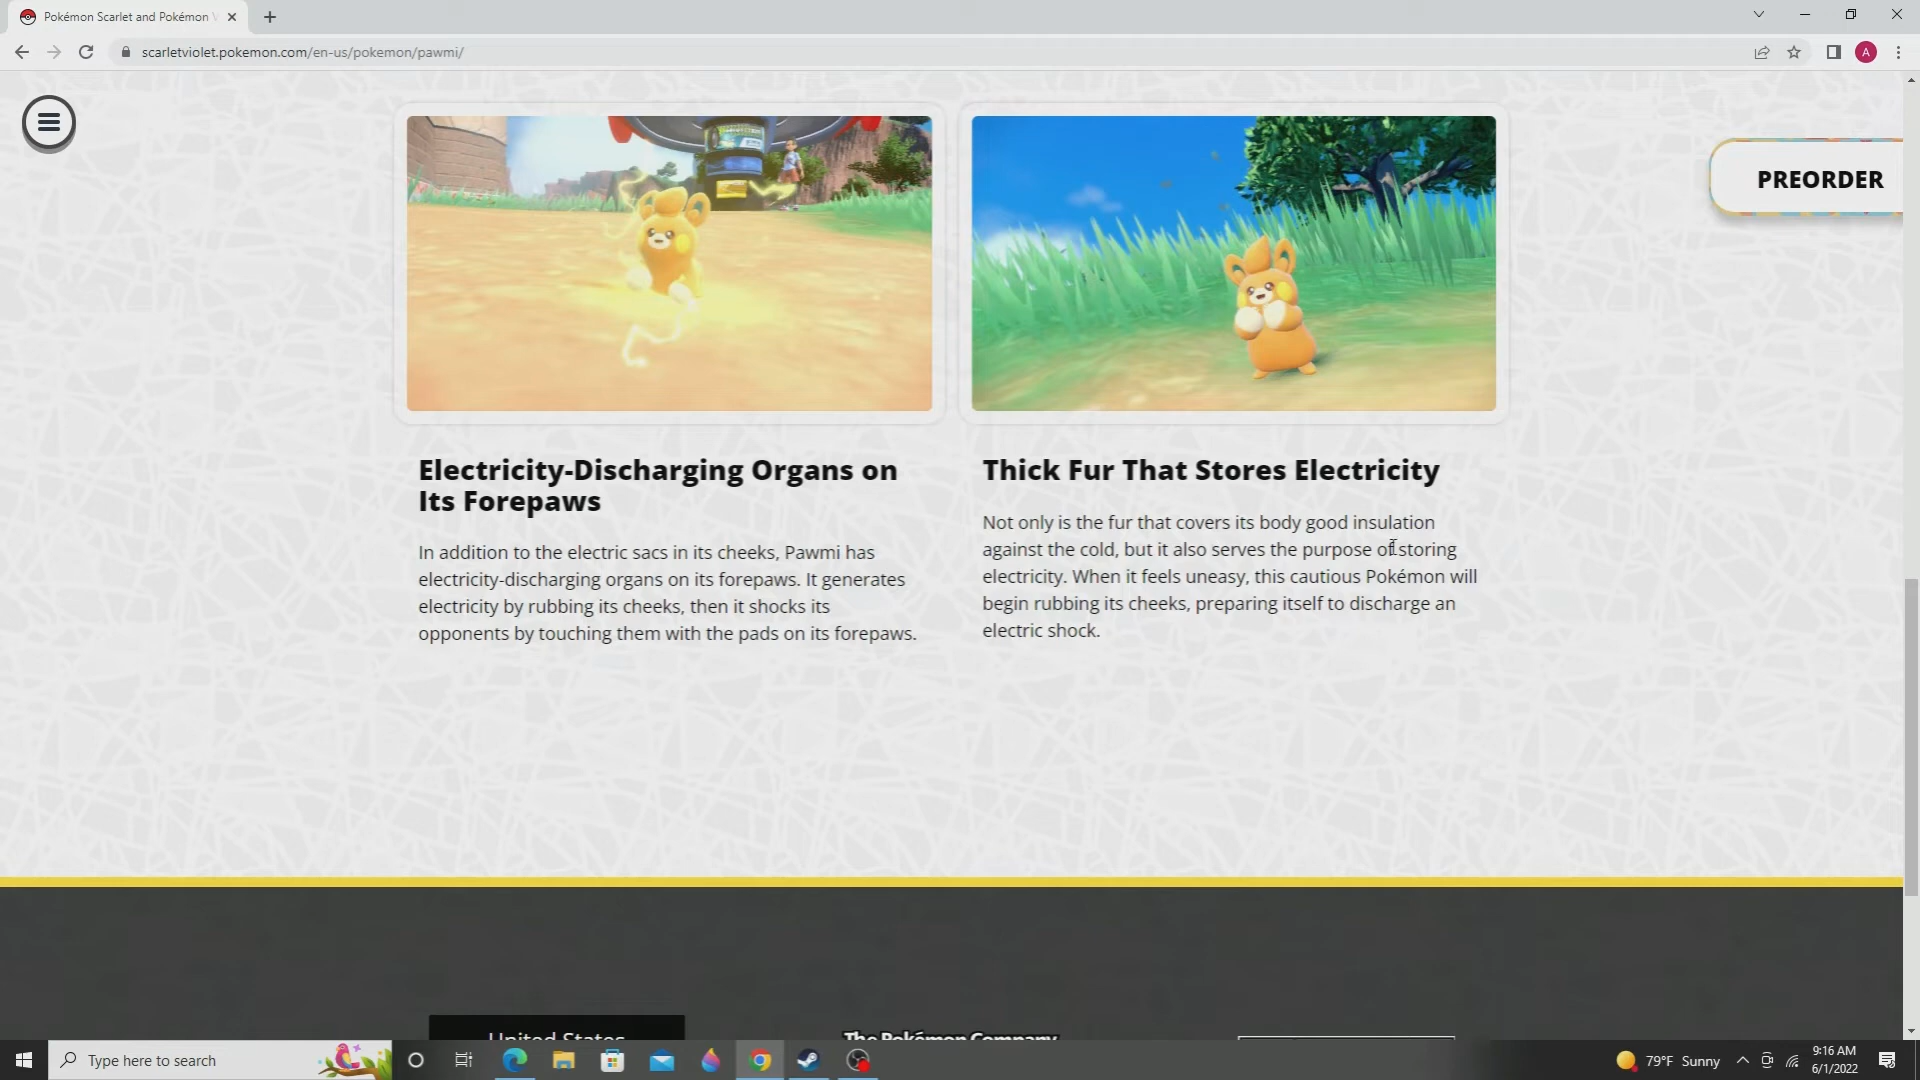 Pokémon Scarlet and Pokémon
scarletviolet.pokemon.com/en-us/pokemon/pawmi/
A
PREORDER
Electricity-Discharging Organs on
Its Forepaws
In addition to the electric sacs in its cheeks, Pawmi has
electricity-discharging organs on its forepaws. It generates
electricity by rubbing its cheeks, then it shocks its
opponents by touching them with the pads on its forepaws.
Thick Fur That Stores Electricity
Not only is the fur that covers its body good insulation
against the cold, but it also serves the purpose of storing
electricity. When it feels uneasy, this cautious Pokémon will
begin rubbing its cheeks, preparing itself to discharge an
electric shock.
United States
The Pokémon Company
Type here to search
79°F Sunny
9:16 AM
6/1/2022